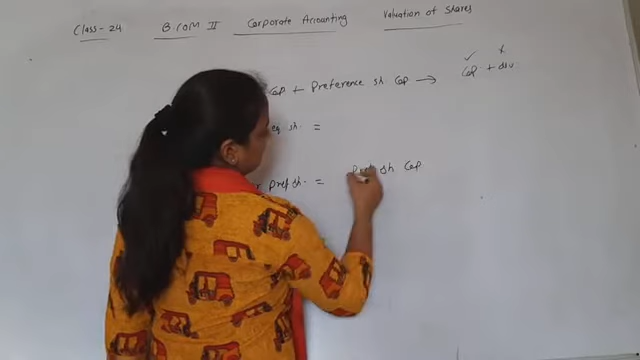 Class - 24 B.COM II Corporate Accounting Valuation of Shares
Cap + Preference sh. Cap → Cap + div.
eq sh. =
Pref sh. = Pref sh Cap